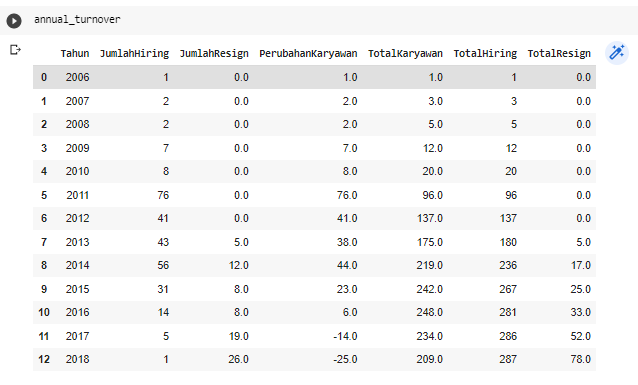 annual_turnover
Tahun JumlahHiring JumlahResign PerubahanKaryawan TotalKaryawan TotalHiring TotalResign
0 2006 1 0.0 1.0 1.0 1 0.0
1 2007 2 0.0 2.0 3.0 3 0.0
2 2008 2 0.0 2.0 5.0 5 0.0
3 2009 7 0.0 7.0 12.0 12 0.0
4 2010 8 0.0 8.0 20.0 20 0.0
5 2011 76 0.0 76.0 96.0 96 0.0
6 2012 41 0.0 41.0 137.0 137 0.0
7 2013 43 5.0 38.0 175.0 180 5.0
8 2014 56 12.0 44.0 219.0 236 17.0
9 2015 31 8.0 23.0 242.0 267 25.0
10 2016 14 8.0 6.0 248.0 281 33.0
11 2017 5 19.0 -14.0 234.0 286 52.0
12 2018 1 26.0 -25.0 209.0 287 78.0